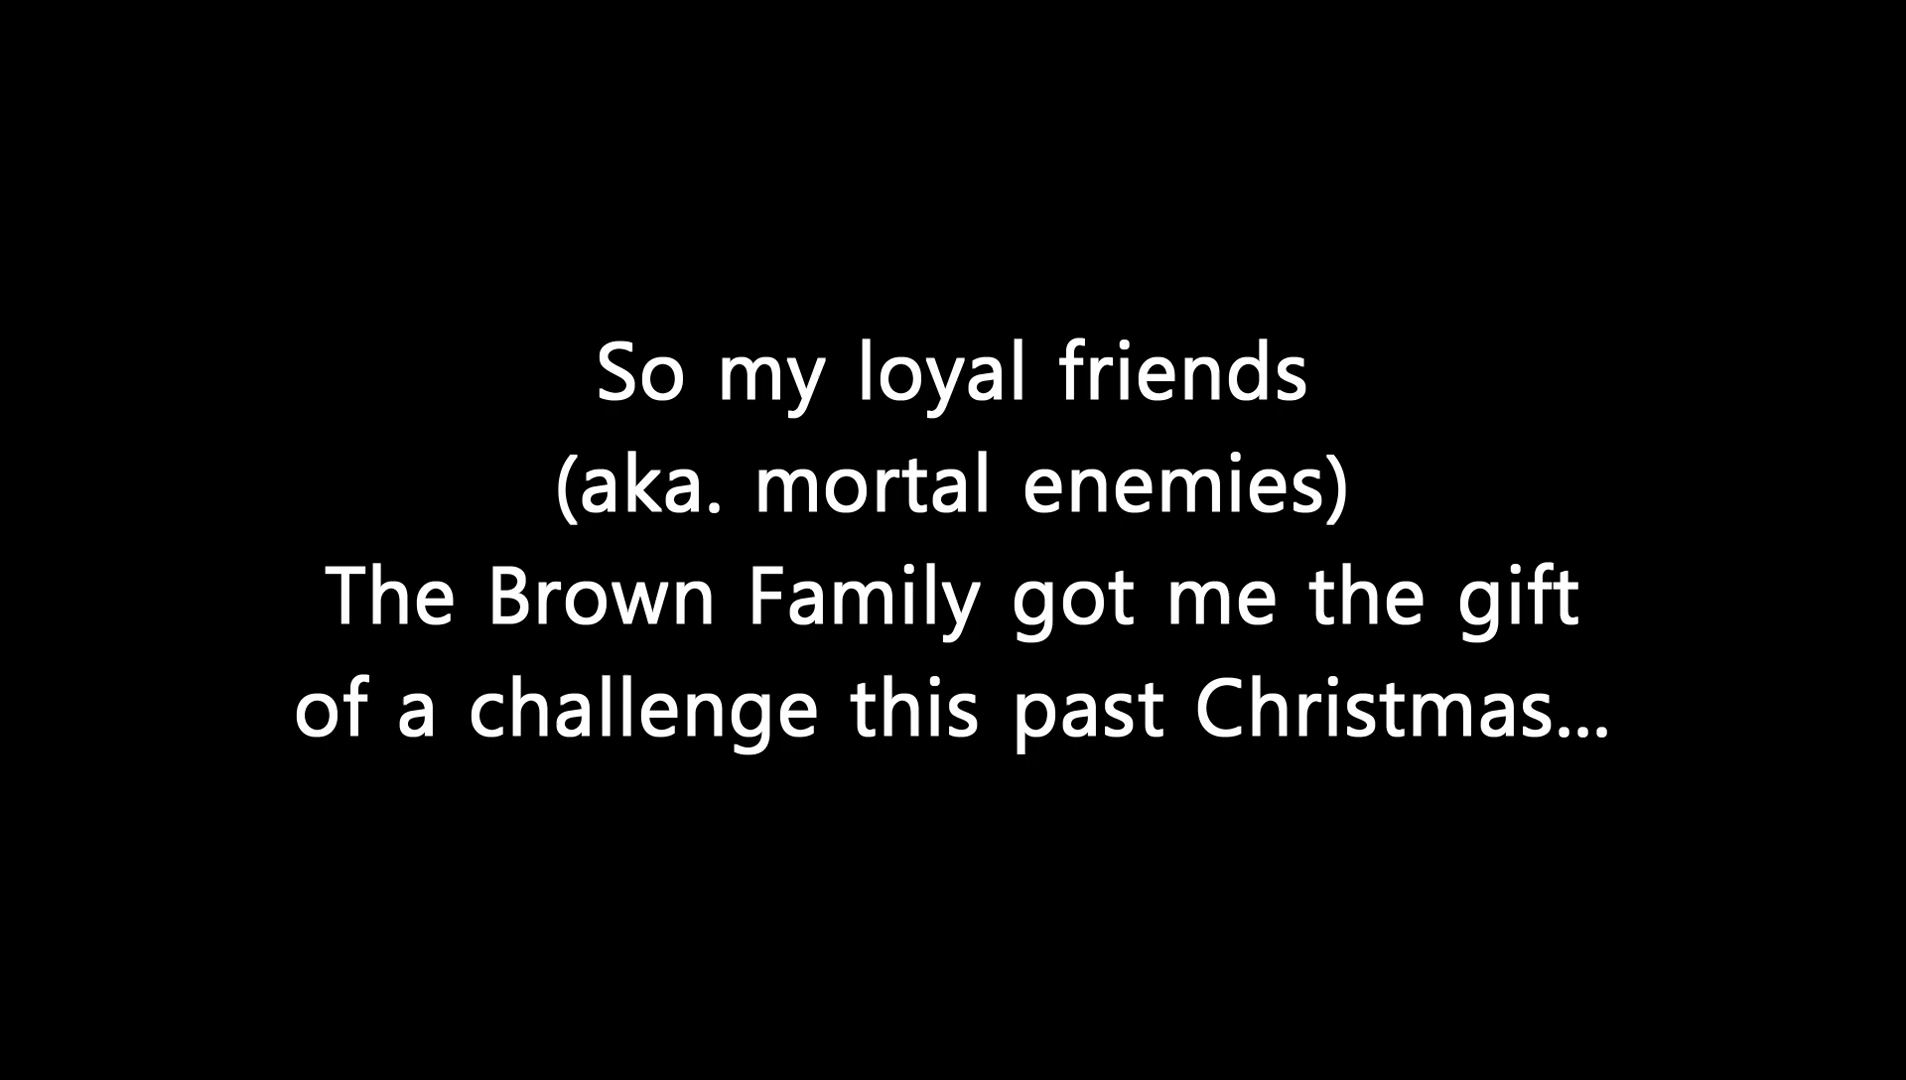 So my loyal friends
(aka. mortal enemies)
The Brown Family got me the gift
of a challenge this past Christmas...